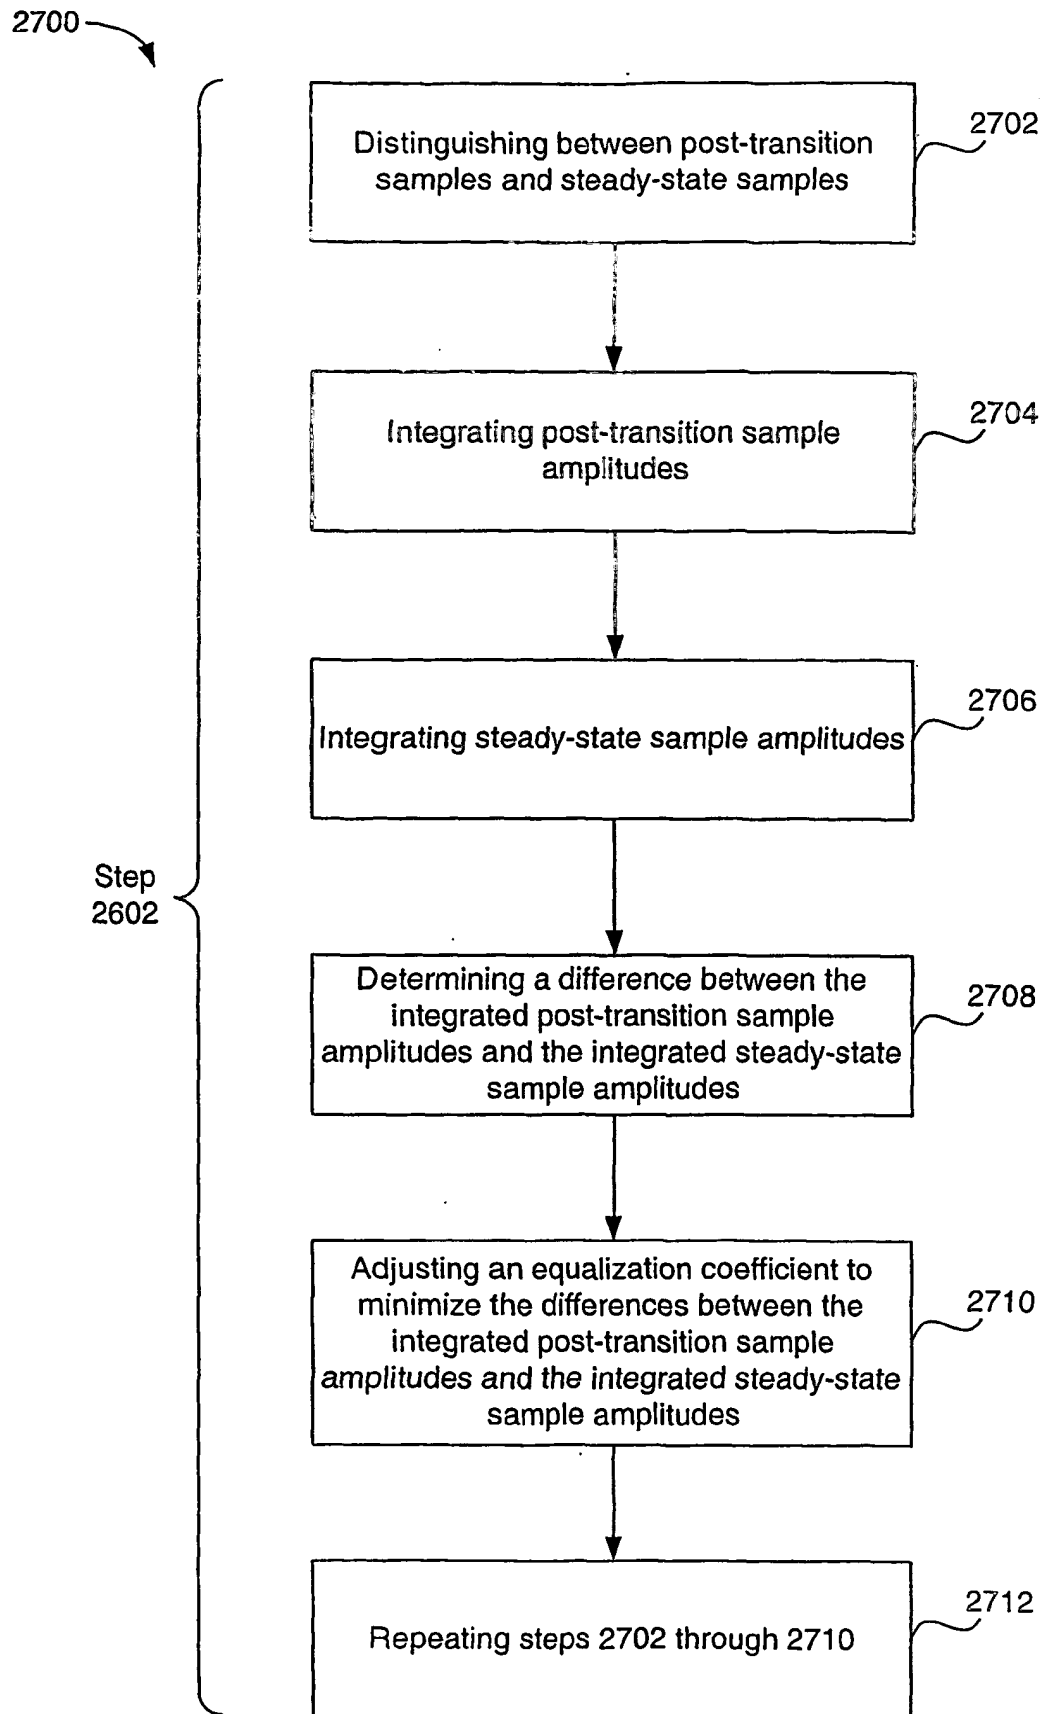 2700
Distinguishing between post-transition
samples and steady-state samples
2702
Integrating post-transition sample
amplitudes
2704
Integrating steady-state sample amplitudes
2706
Step
2602
Determining a difference between the
integrated post-transition sample
amplitudes and the integrated steady-state
sample amplitudes
2708
Adjusting an equalization coefficient to
minimize the differences between the
integrated post-transition sample
amplitudes and the integrated steady-state
sample amplitudes
2710
Repeating steps 2702 through 2710
2712